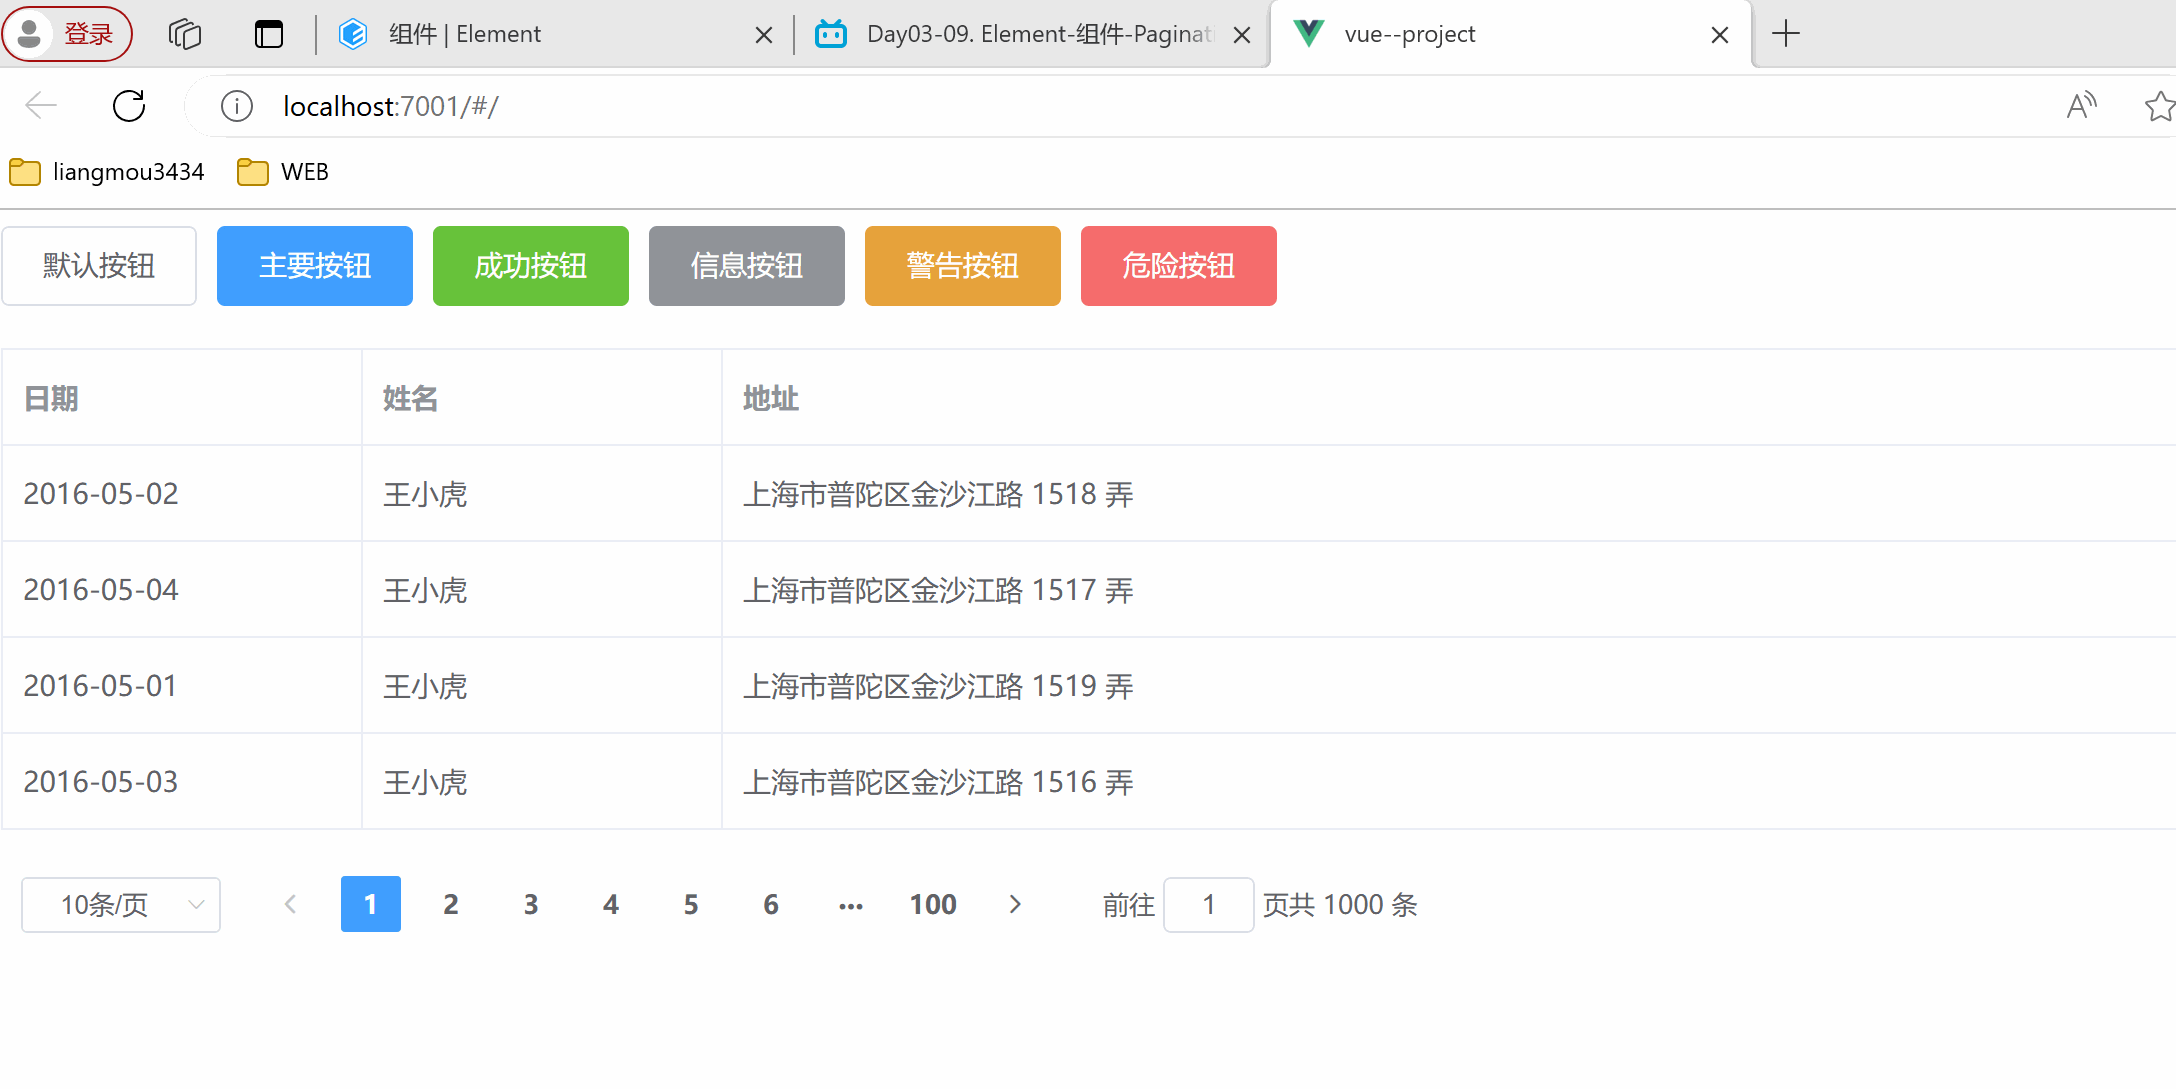 登录 组件 | Element Day03-09. Element-组件-Paginat vue--project
localhost:7001/#/
liangmou3434 WEB
默认按钮 主要按钮 成功按钮 信息按钮 警告按钮 危险按钮
日期 姓名 地址
2016-05-02 王小虎 上海市普陀区金沙江路 1518 弄
2016-05-04 王小虎 上海市普陀区金沙江路 1517 弄
2016-05-01 王小虎 上海市普陀区金沙江路 1519 弄
2016-05-03 王小虎 上海市普陀区金沙江路 1516 弄
10条/页 1 2 3 4 5 6 ··· 100 前往 1 页共 1000 条